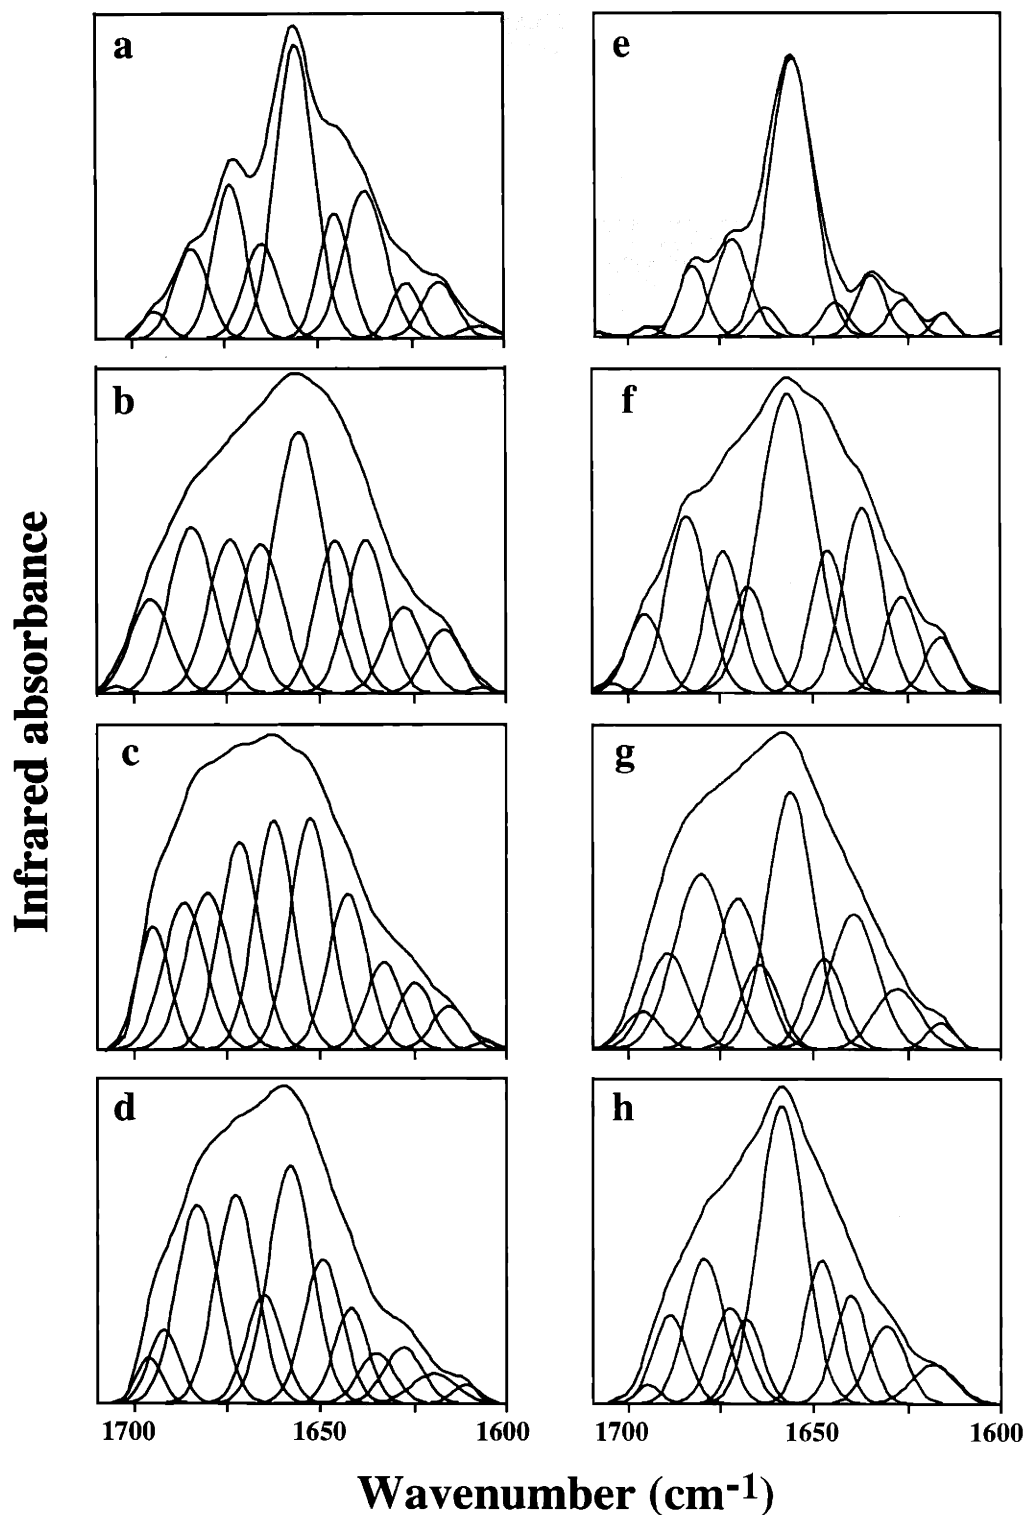 a
e
b
f
c
g
d
h
Infrared absorbance
1700
1650
1600
1700
1650
1600
Wavenumber (cm-1)